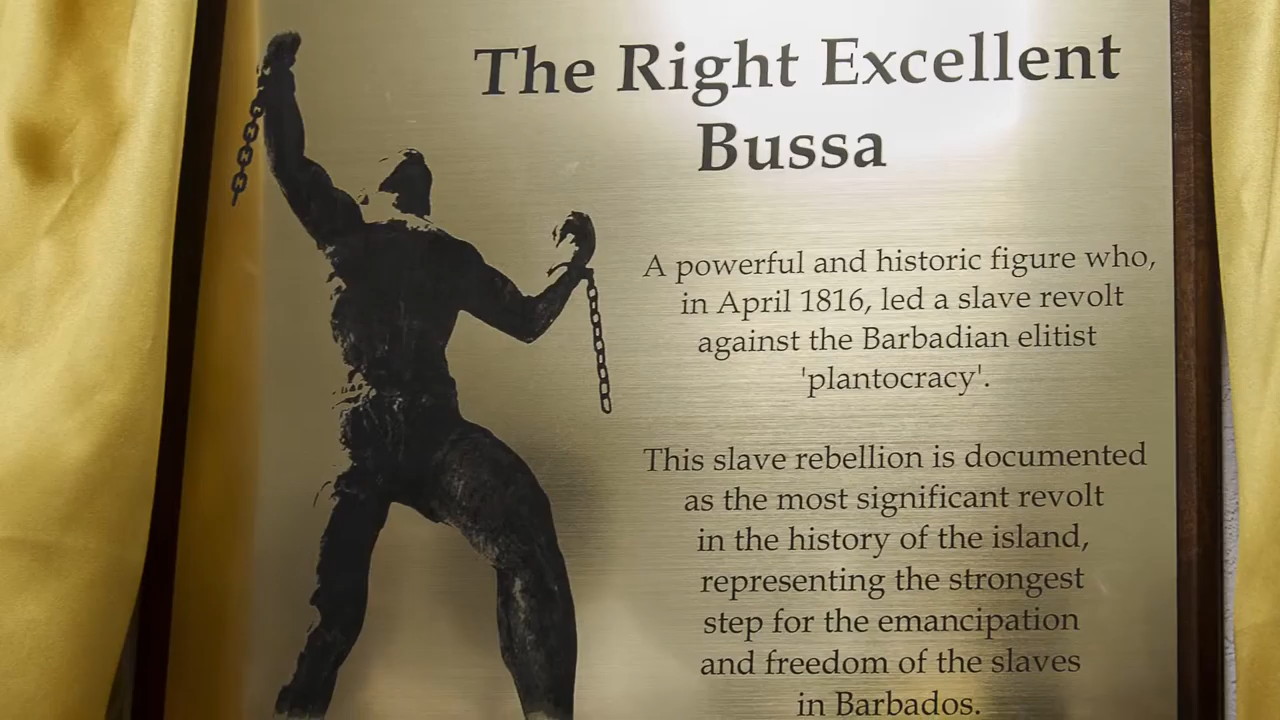 The Right Excellent
Bussa
A powerful and historic figure who,
in April 1816, led a slave revolt
against the Barbadian elitist
'plantocracy'.
This slave rebellion is documented
as the most significant revolt
in the history of the island,
representing the strongest
step for the emancipation
and freedom of the slaves
in Barbados.